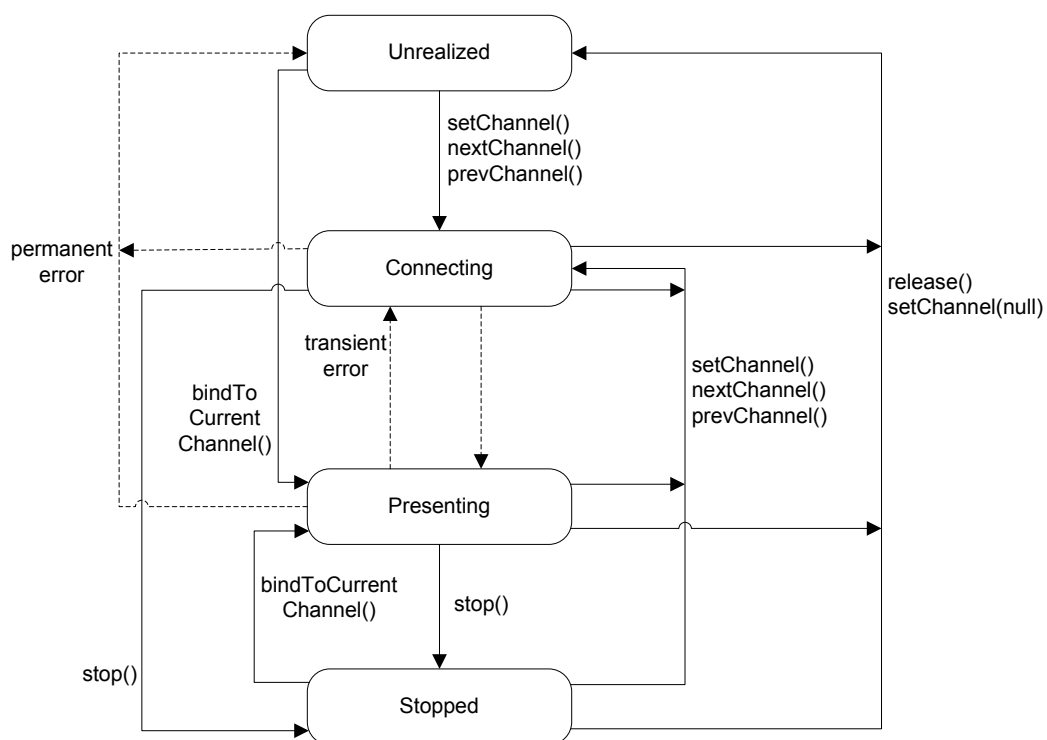 Unrealized
setChannel()
nextChannel()
prevChannel()
permanent
error
Connecting
release()
setChannel(null)
transient
error
setChannel()
nextChannel()
prevChannel()
bindTo
Current
Channel()
Presenting
bindToCurrent
Channel()
stop()
stop()
Stopped